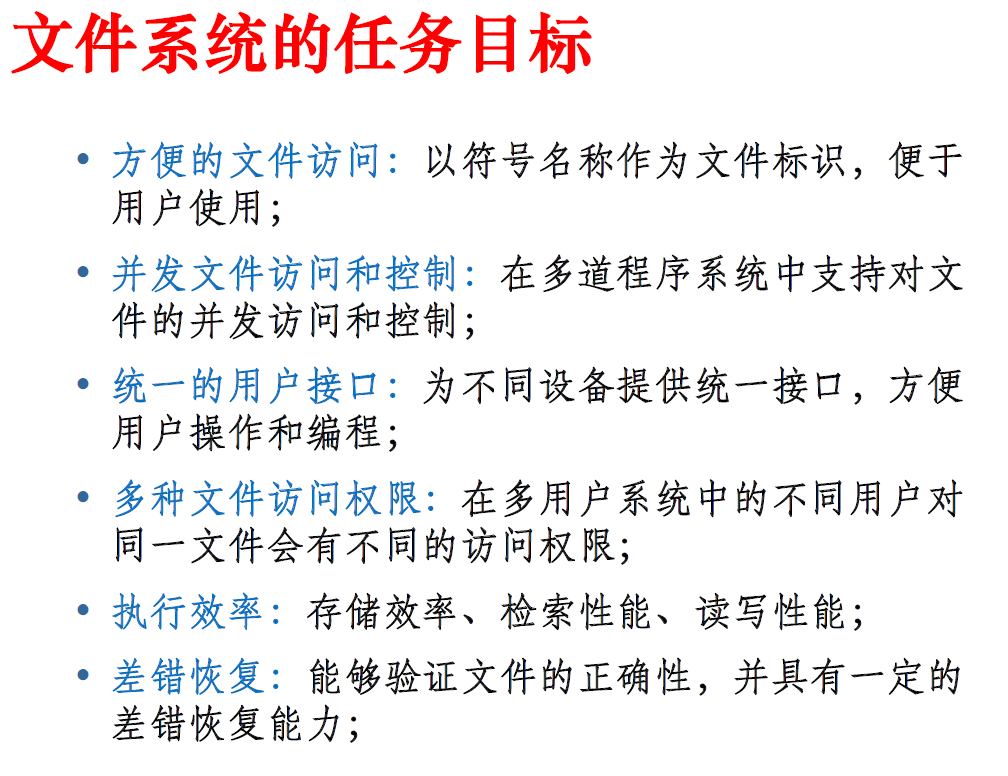 文件系统的任务目标
• 方便的文件访问：以符号名称作为文件标识，便于
用户使用；
• 并发文件访问和控制：在多道程序系统中支持对文
件的并发访问和控制；
• 统一的用户接口：为不同设备提供统一接口，方便
用户操作和编程；
• 多种文件访问权限：在多用户系统中的不同用户对
同一文件会有不同的访问权限；
• 执行效率：存储效率、检索性能、读写性能；
• 差错恢复：能够验证文件的正确性，并具有一定的
差错恢复能力；